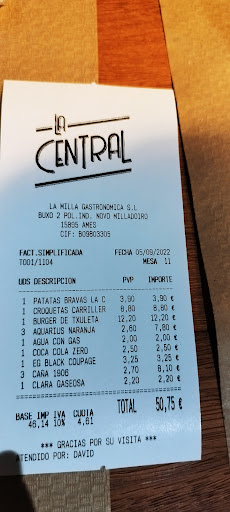 LA
CENTRAL
LA MILLA GASTRONOMICA S.L
BUXO 2 POL.IND. NOVO MILLADOIRO
15895 AMES
CIF: B09803305
FACT.SIMPLIFICADA FECHA 05/09/2022
T001/1104 MESA 11
UDS DESCRIPCION PVP IMPORTE
1 PATATAS BRAVAS LA C 3,90 3,90 €
1 CROQUETAS CARRILLER 8,80 8,80 €
1 BURGER DE TXULETA 12,20 12,20 €
3 AQUARIUS NARANJA 2,60 7,80 €
1 AGUA CON GAS 2,00 2,00 €
1 COCA COLA ZERO 2,50 2,50 €
1 EG BLACK COUPAGE 3,25 3,25 €
3 CAÑA 1906 2,70 8,10 €
1 CLARA GASEOSA 2,20 2,20 €
BASE IMP IVA CUOTA TOTAL 50,75 €
46,14 10% 4,61
*** GRACIAS POR SU VISITA ***
ATENDIDO POR: DAVID